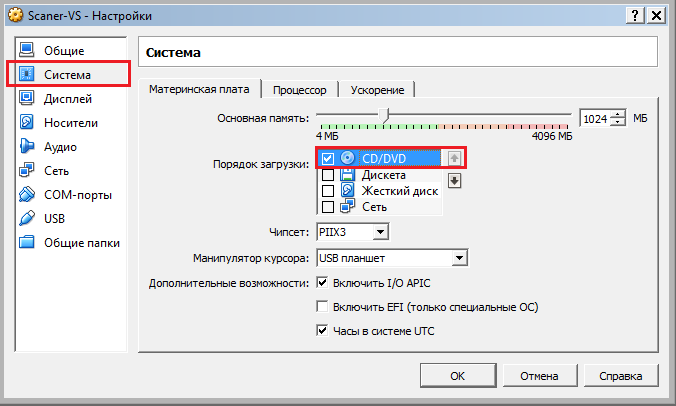 Scaner-VS - Настройки
Общие
Система
Дисплей
Носители
Аудио
Сеть
COM-порты
USB
Общие папки
Система
Материнская плата
Процессор
Ускорение
Основная память:
1024 МБ
4 МБ
4096 МБ
Порядок загрузки:
CD/DVD
Дискета
Жесткий диск
Сеть
Чипсет: PIIX3
Манипулятор курсора: USB планшет
Дополнительные возможности: Включить I/O APIC
Включить EFI (только специальные ОС)
Часы в системе UTC
OK
Отмена
Справка